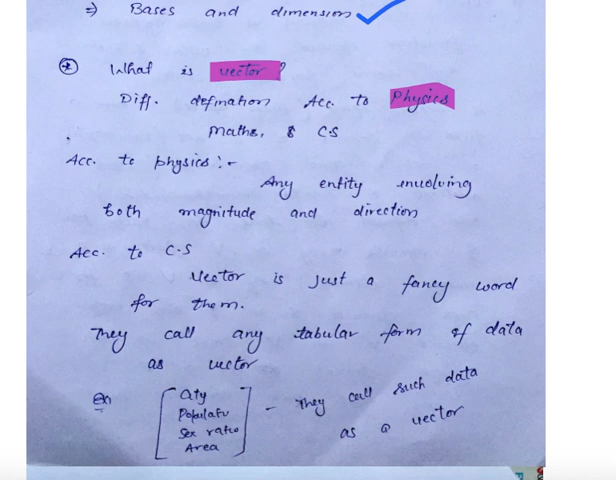 ⇒ Bases and dimension
What is vector?
Diff. defination Acc. to Physics
Maths, & C.S
Acc. to physics :-
Any entity involving
both magnitude and direction
Acc. to C-S
Vector is just a fancy word
for them.
They call any tabular form of data
as vector
Ex
City
Populatn
Sex ratio
Area
- They call such data
as a vector